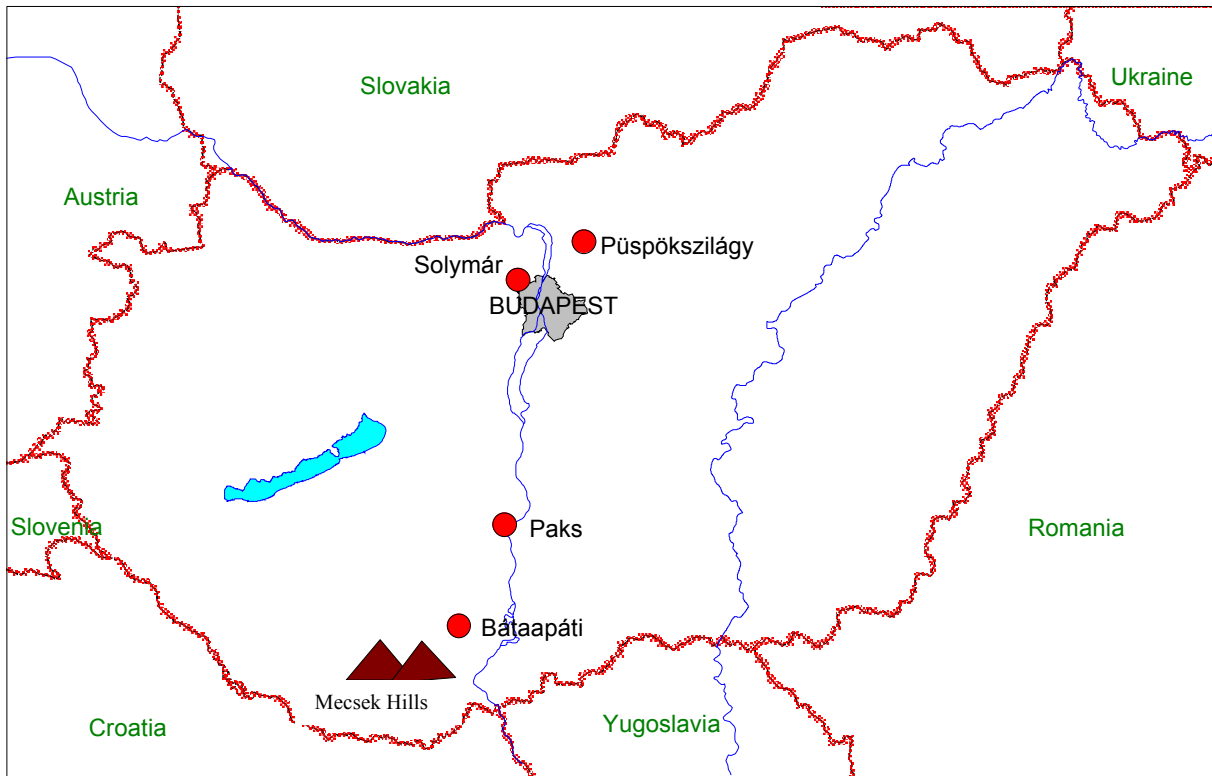 Slovakia
Ukraine
Austria
Püspökszilágy
Solymár
BUDAPEST
Slovenia
Paks
Romania
Bátaapáti
Mecsek Hills
Croatia
Yugoslavia